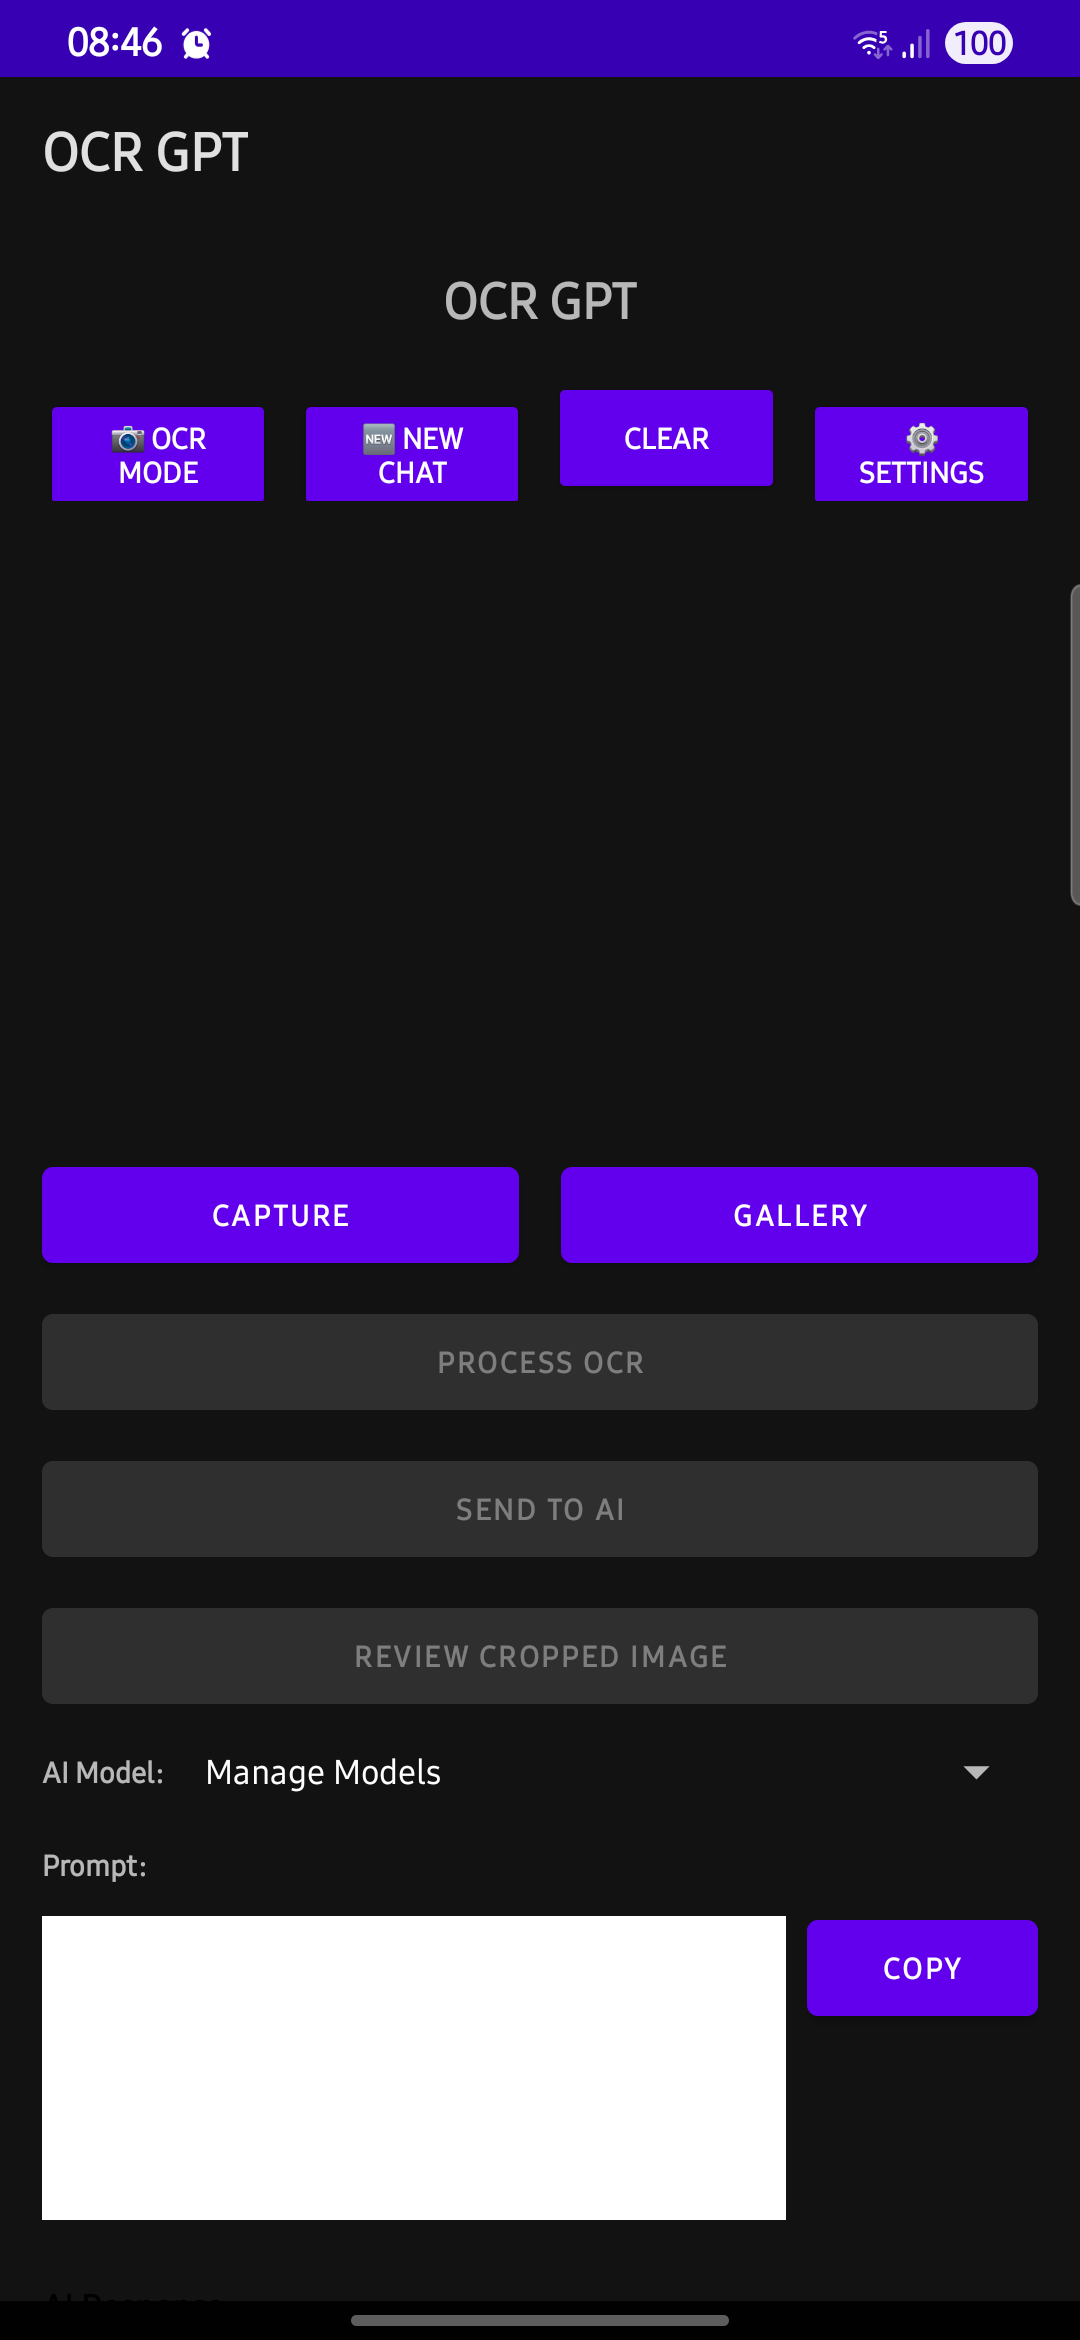 08:46
5
100
OCR GPT
OCR GPT
📷 OCR MODE
🆕 NEW CHAT
CLEAR
⚙️ SETTINGS
CAPTURE
GALLERY
PROCESS OCR
SEND TO AI
REVIEW CROPPED IMAGE
AI Model: Manage Models
Prompt:
COPY